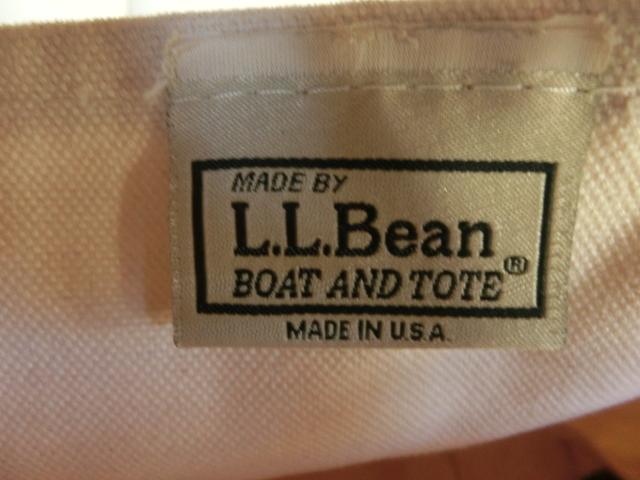 MADE BY
L.L.Bean
BOAT AND TOTE®
MADE IN U.S.A.